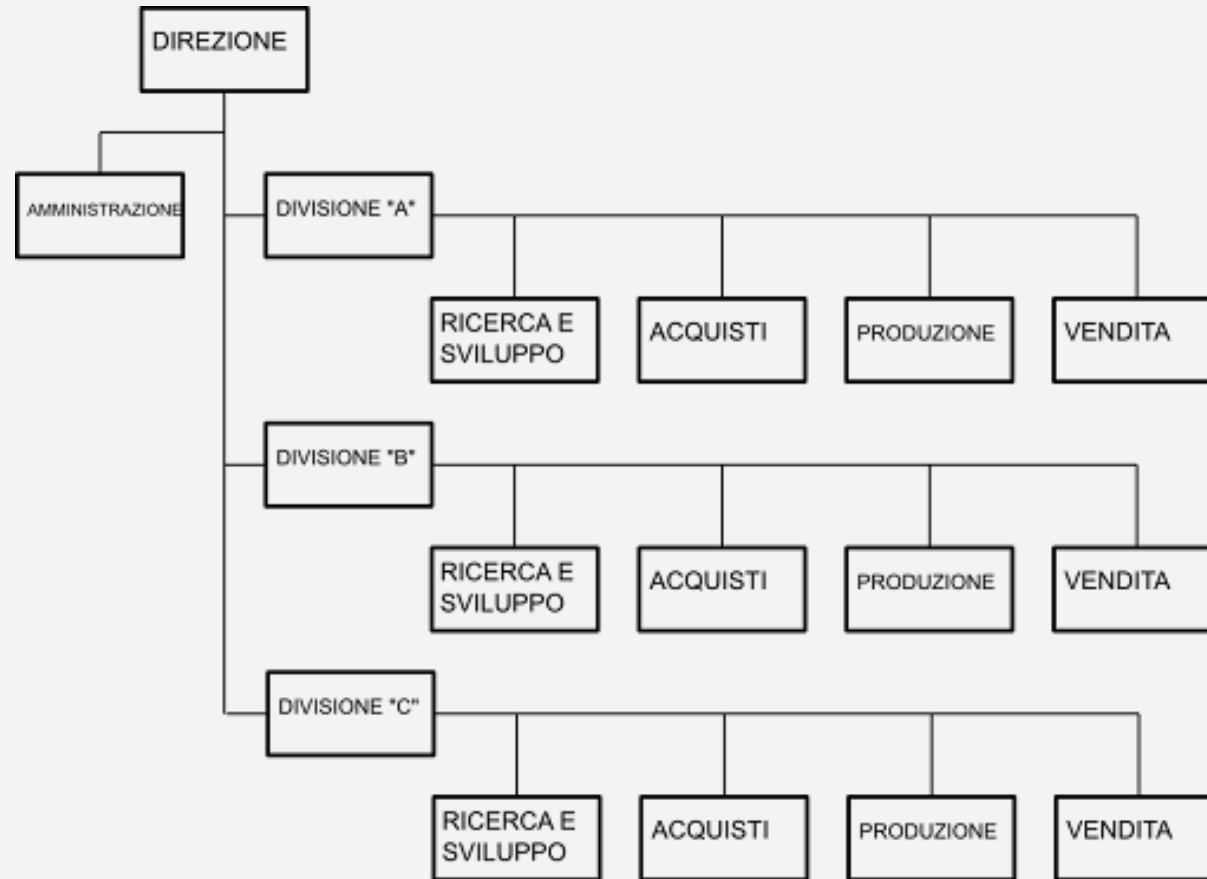 DIREZIONE
AMMINISTRAZIONE
DIVISIONE "A"
RICERCA E
SVILUPPO
ACQUISTI
PRODUZIONE
VENDITA
DIVISIONE "B"
RICERCA E
SVILUPPO
ACQUISTI
PRODUZIONE
VENDITA
DIVISIONE "C"
RICERCA E
SVILUPPO
ACQUISTI
PRODUZIONE
VENDITA